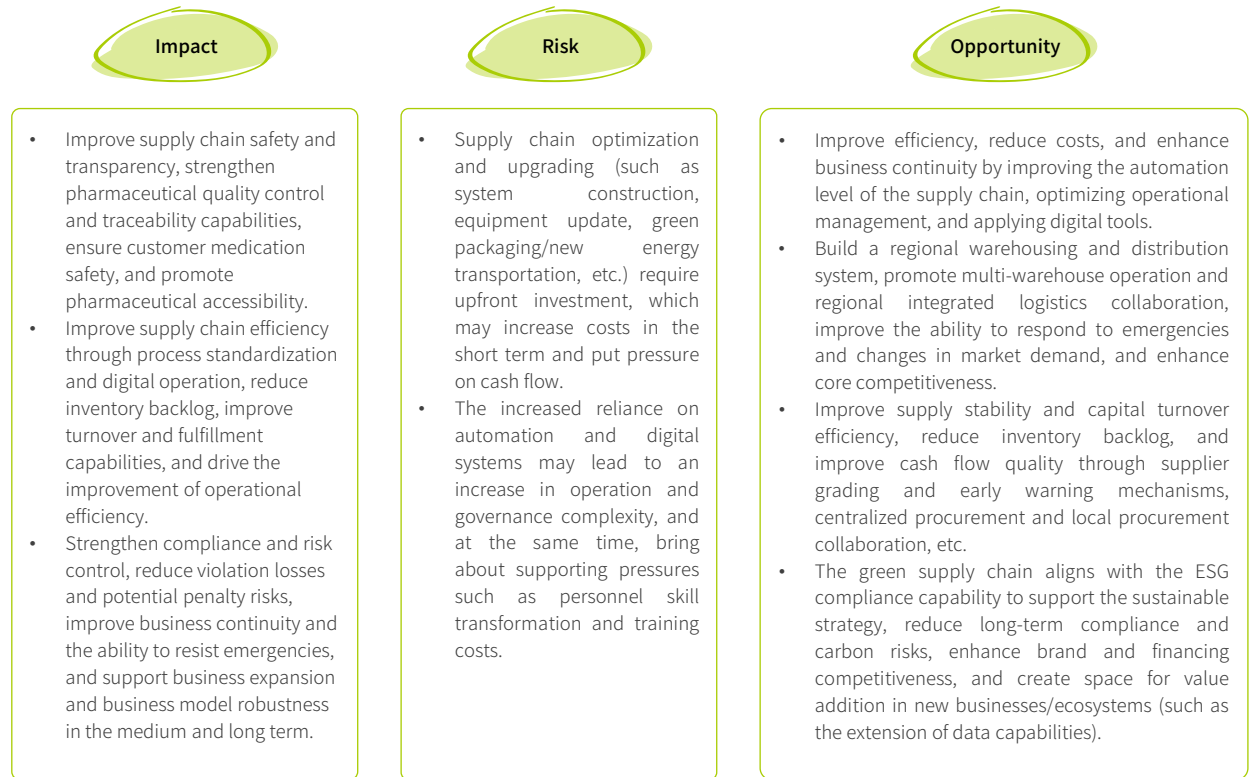 Impact
• Improve supply chain safety and
transparency, strengthen
pharmaceutical quality control
and traceability capabilities,
ensure customer medication
safety, and promote
pharmaceutical accessibility.
• Improve supply chain efficiency
through process standardization
and digital operation, reduce
inventory backlog, improve
turnover and fulfillment
capabilities, and drive the
improvement of operational
efficiency.
• Strengthen compliance and risk
control, reduce violation losses
and potential penalty risks,
improve business continuity and
the ability to resist emergencies,
and support business expansion
and business model robustness
in the medium and long term.
Risk
• Supply chain optimization
and upgrading (such as
system construction,
equipment update, green
packaging/new energy
transportation, etc.) require
upfront investment, which
may increase costs in the
short term and put pressure
on cash flow.
• The increased reliance on
automation and digital
systems may lead to an
increase in operation and
governance complexity, and
at the same time, bring
about supporting pressures
such as personnel skill
transformation and training
costs.
Opportunity
• Improve efficiency, reduce costs, and enhance
business continuity by improving the automation
level of the supply chain, optimizing operational
management, and applying digital tools.
• Build a regional warehousing and distribution
system, promote multi-warehouse operation and
regional integrated logistics collaboration,
improve the ability to respond to emergencies
and changes in market demand, and enhance
core competitiveness.
• Improve supply stability and capital turnover
efficiency, reduce inventory backlog, and
improve cash flow quality through supplier
grading and early warning mechanisms,
centralized procurement and local procurement
collaboration, etc.
• The green supply chain aligns with the ESG
compliance capability to support the sustainable
strategy, reduce long-term compliance and
carbon risks, enhance brand and financing
competitiveness, and create space for value
addition in new businesses/ecosystems (such as
the extension of data capabilities).